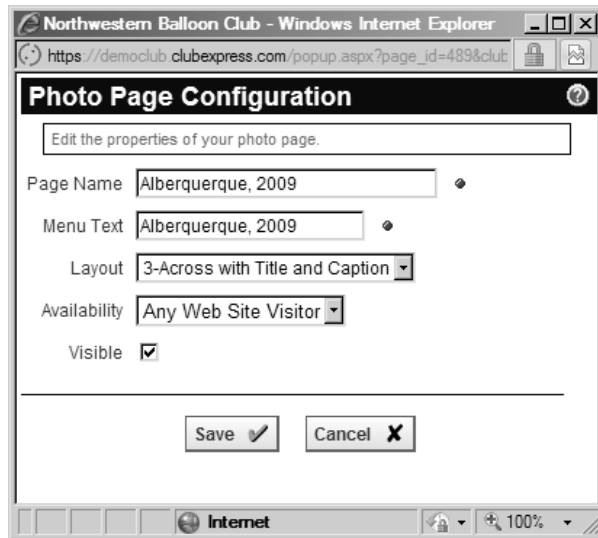 Northwestern Balloon Club - Windows Internet Explorer
https://democlub.clubexpress.com/popup.aspx?page_id=489&club
Photo Page Configuration
Edit the properties of your photo page.
Page Name Alberquerque, 2009
Menu Text Alberquerque, 2009
Layout 3-Across with Title and Caption
Availability Any Web Site Visitor
Visible
Save Cancel
Internet 100%